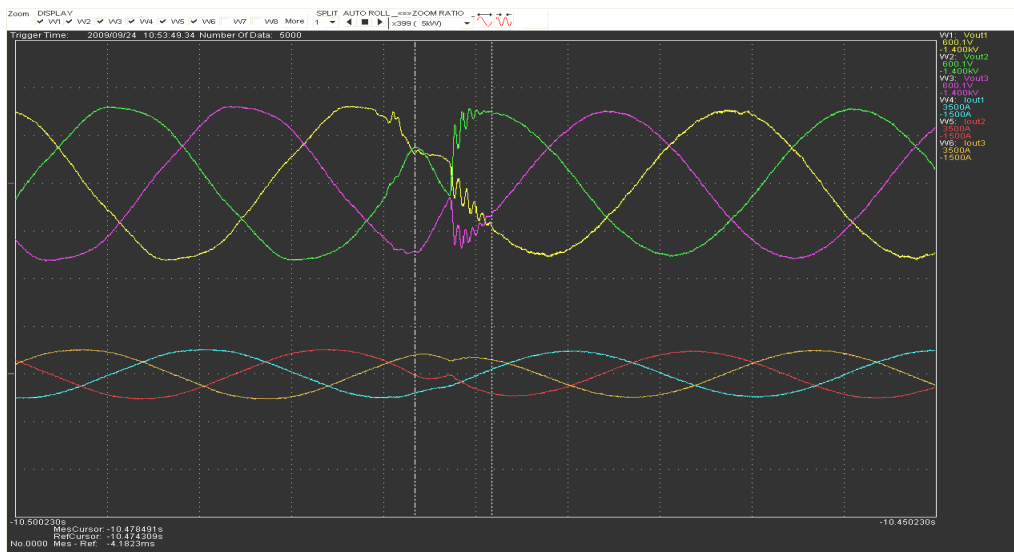 Zoom DISPLAY SPLIT AUTO ROLL <==>ZOOM RATIO
W1 W2 W3 W4 W5 W6 W7 W8 More 1 x399 ( 5kW)
Trigger Time: 2009/09/24 10:53:49.34 Number Of Data: 5000
W1: Vout1
600.1V
-1.400kV
W2: Vout2
600.1V
-1.400kV
W3: Vout3
600.1V
-1.400kV
W4: Iout1
3500A
-1500A
W5: Iout2
3500A
-1500A
W6: Iout3
3500A
-1500A
-10.500230s -10.450230s
MesCursor: -10.478491s
RefCursor: -10.474309s
No.0000 Mes - Ref: -4.1823ms